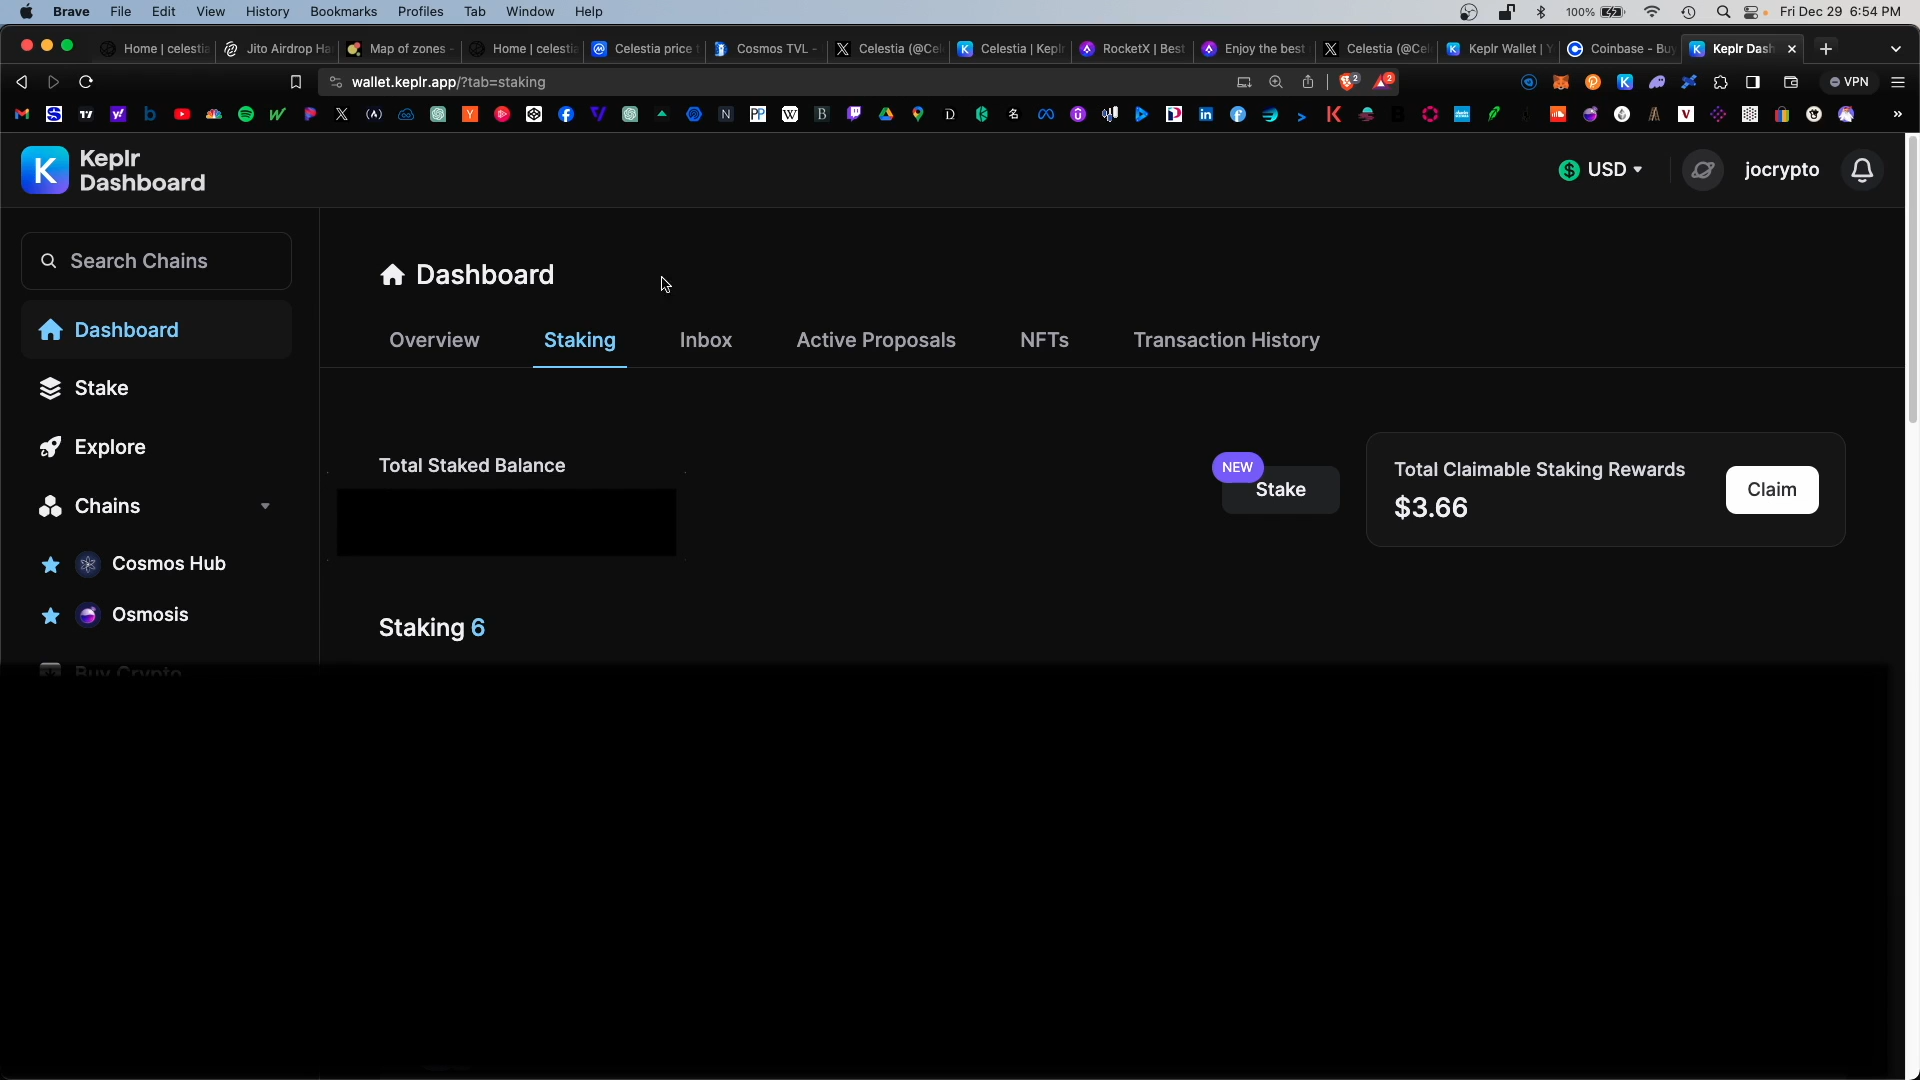 Brave File Edit View History Bookmarks Profiles Tab Window Help 100% Fri Dec 29 6:54 PM
Home | celestia Jito Airdrop Ha Map of zones - Home | celestia Celestia price t Cosmos TVL - Celestia (@Cel Celestia | Keplr RocketX | Best Enjoy the best Celestia (@Cel Keplr Wallet | Y Coinbase - Buy Keplr Dash
wallet.keplr.app/?tab=staking 2 2 VPN
Keplr
Dashboard
USD jocrypto
Search Chains
Dashboard
Dashboard
Overview Staking Inbox Active Proposals NFTs Transaction History
Stake
Explore
Chains
Cosmos Hub
Osmosis
Buy Crypto
Total Staked Balance
NEW
Stake
Total Claimable Staking Rewards
$3.66
Claim
Staking 6